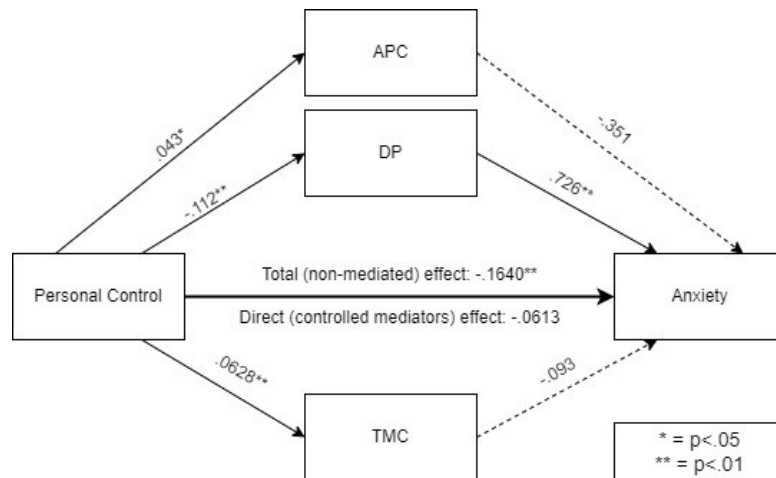 APC
.043*
-.351
DP
-.112**
.726**
Personal Control
Total (non-mediated) effect: -.1640**
Direct (controlled mediators) effect: -.0613
Anxiety
.0628**
-.093
TMC
* = p<.05
** = p<.01